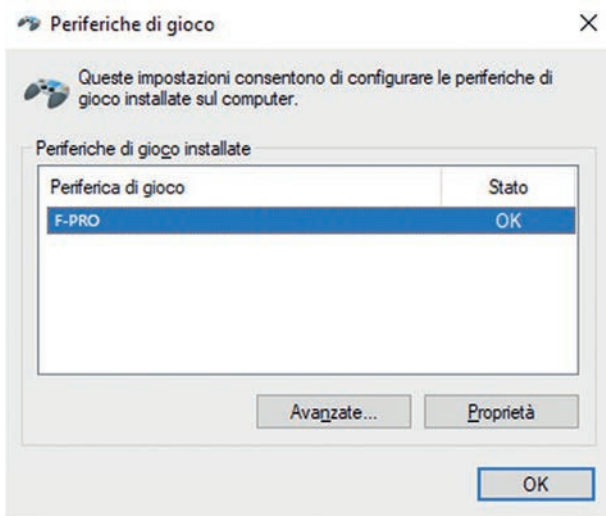 Periferiche di gioco
Queste impostazioni consentono di configurare le periferiche di
gioco installate sul computer.
Periferiche di gioco installate
Periferica di gioco Stato
F-PRO OK
Avanzate... Proprietà
OK